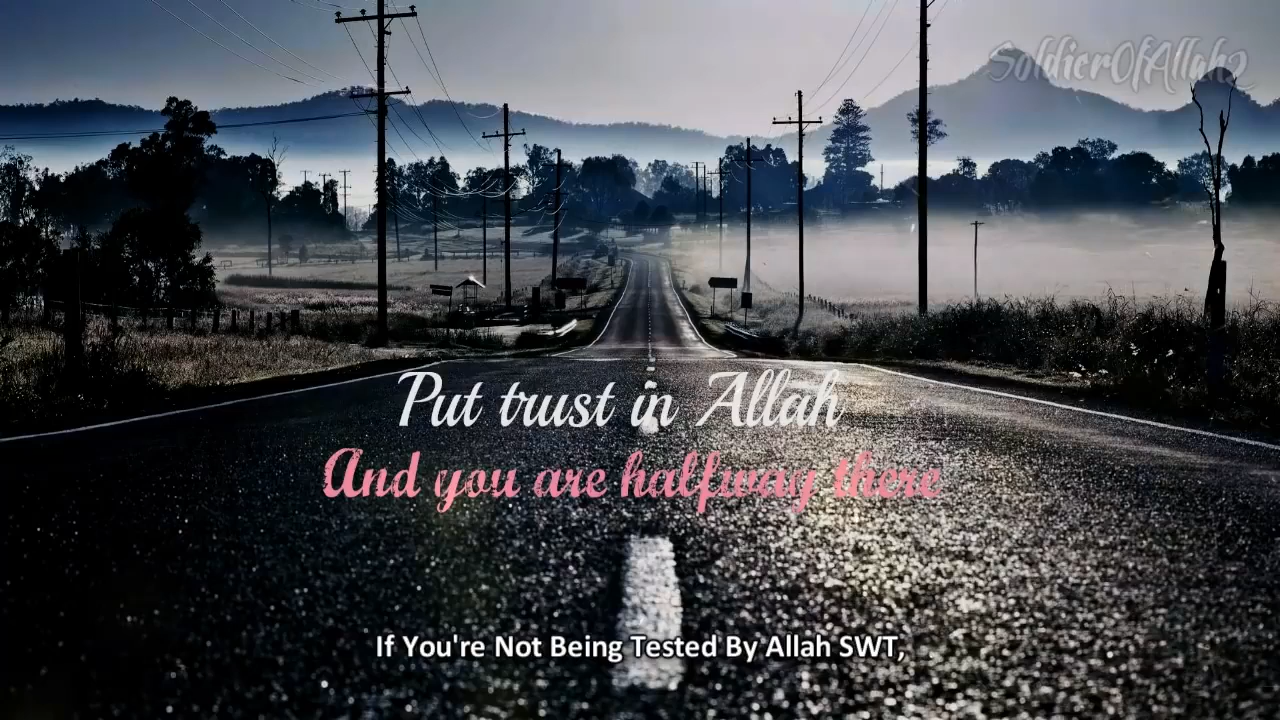 SoldierOfAllah2
Put trust in Allah
And you are halfway there
If You're Not Being Tested By Allah SWT,